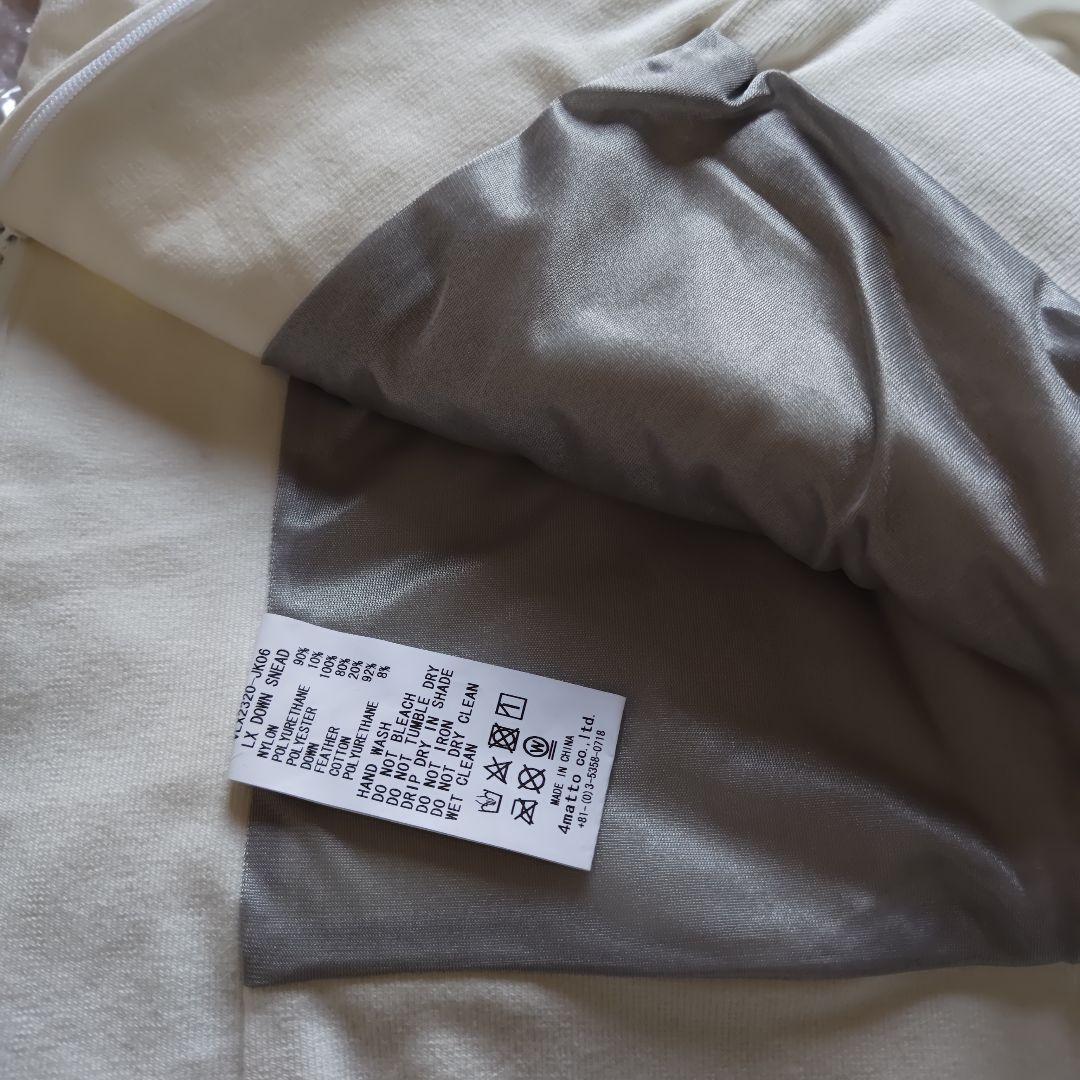 LX2320-JK06
LX DOWN SNEAD
NYLON 90%
POLYURETHANE 10%
POLYESTER 100%
DOWN 80%
FEATHER 20%
COTTON 92%
POLYURETHANE 8%
HAND WASH
DO NOT BLEACH
DO NOT TUMBLE DRY
DRIP DRY IN SHADE
DO NOT IRON
DO NOT DRY CLEAN
WET CLEAN
W
MADE IN CHINA
4matto co.,ltd.
+81-(0)3-5358-0718